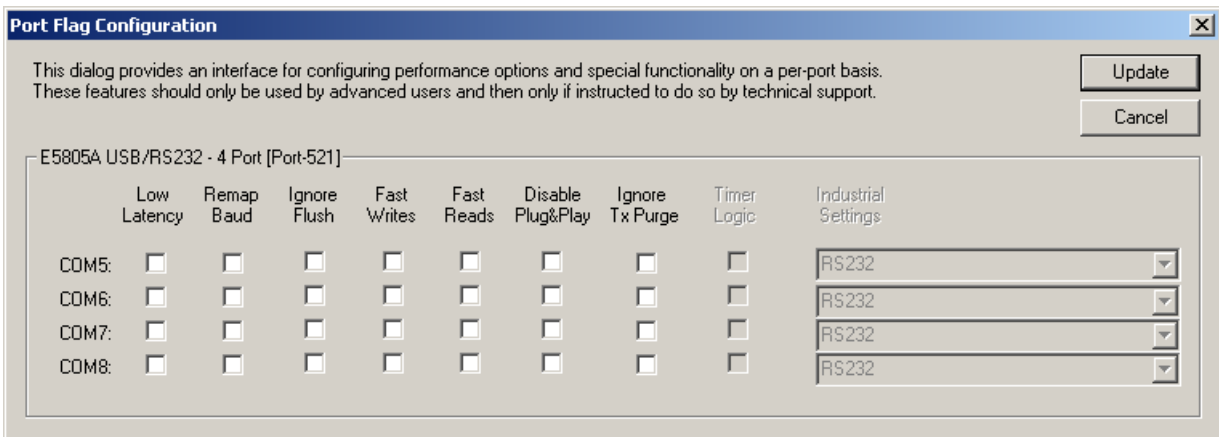 Port Flag Configuration
This dialog provides an interface for configuring performance options and special functionality on a per-port basis.
These features should only be used by advanced users and then only if instructed to do so by technical support.
Update
Cancel
E5805A USB/RS232 - 4 Port [Port-521]
Low Latency
Remap Baud
Ignore Flush
Fast Writes
Fast Reads
Disable Plug&Play
Ignore Tx Purge
Timer Logic
Industrial Settings
COM5: RS232
COM6: RS232
COM7: RS232
COM8: RS232